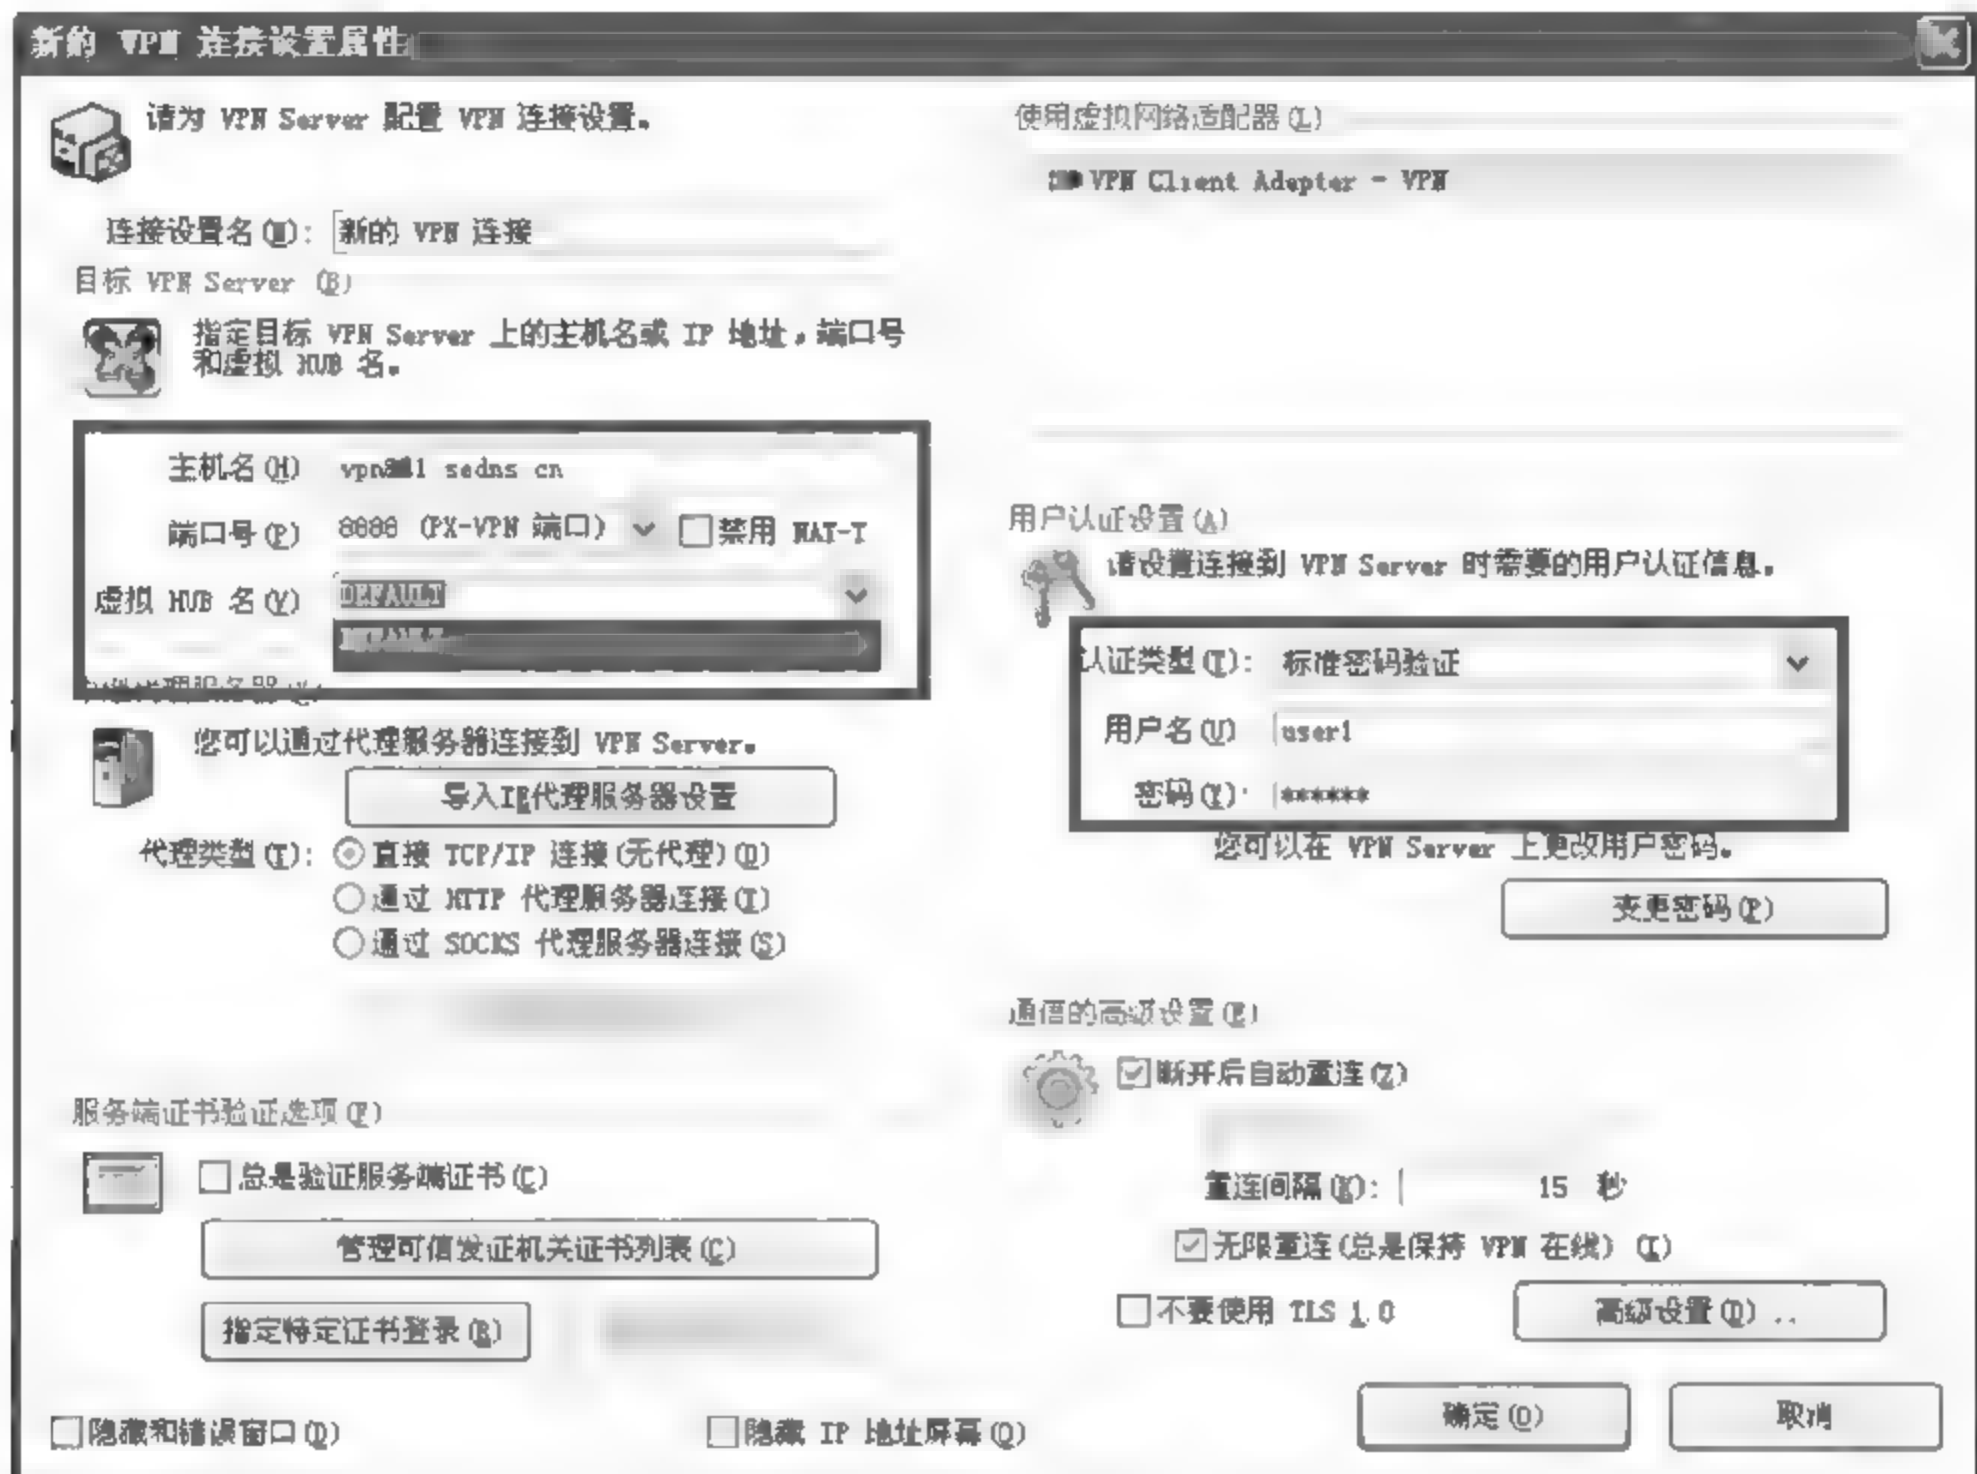 新的 VPN 连接设置属性
请为 VPN Server 配置 VPN 连接设置。
连接设置名(N): 新的 VPN 连接
目标 VPN Server (B)
指定目标 VPN Server 上的主机名或 IP 地址，端口号
和虚拟 HUB 名。
主机名(H)
sedns cn
端口号(P) 8888 (PX-VPN 端口) 禁用 NAT-T
虚拟 HUB 名(V) DEFAULT
DEFAULT
代理服务器
您可以通过代理服务器连接到 VPN Server。
导入IE代理服务器设置
代理类型(T): 直接 TCP/IP 连接(无代理)(D)
通过 HTTP 代理服务器连接(I)
通过 SOCKS 代理服务器连接(S)
服务端证书验证选项(F)
总是验证服务端证书(C)
管理可信发证机关证书列表(C)
指定特定证书登录(R)
隐藏和错误窗口(D)
隐藏 IP 地址屏幕(O)
使用虚拟网络适配器(L)
VPN Client Adapter - VPN
用户认证设置(A)
请设置连接到 VPN Server 时需要的用户认证信息。
认证类型(T): 标准密码验证
用户名(U) user1
密码(Y): ******
您可以在 VPN Server 上更改用户密码。
变更密码(P)
通信的高级设置(E)
断开后自动重连(Z)
重连间隔(K): 15 秒
无限重连(总是保持 VPN 在线) (I)
不要使用 TLS 1.0
高级设置(D)..
确定(O)
取消